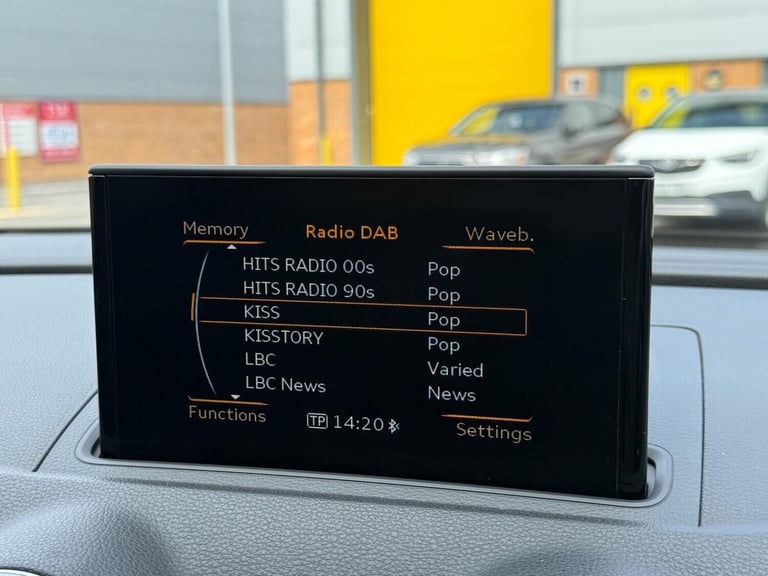 Memory Radio DAB Waveb.
HITS RADIO 00s Pop
HITS RADIO 90s Pop
KISS Pop
KISSTORY Pop
LBC Varied
LBC News News
Functions TP 14:20 Settings